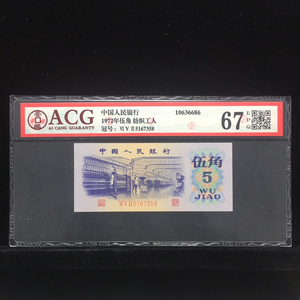 ACG
AI CANG GUARANTY
中国人民银行
1972年伍角 纺织工人
冠号：VI V II 5167358
10636686
67
E
P
Q
中国人民银行
伍角
5
WU
JIAO
VI V II 5167358